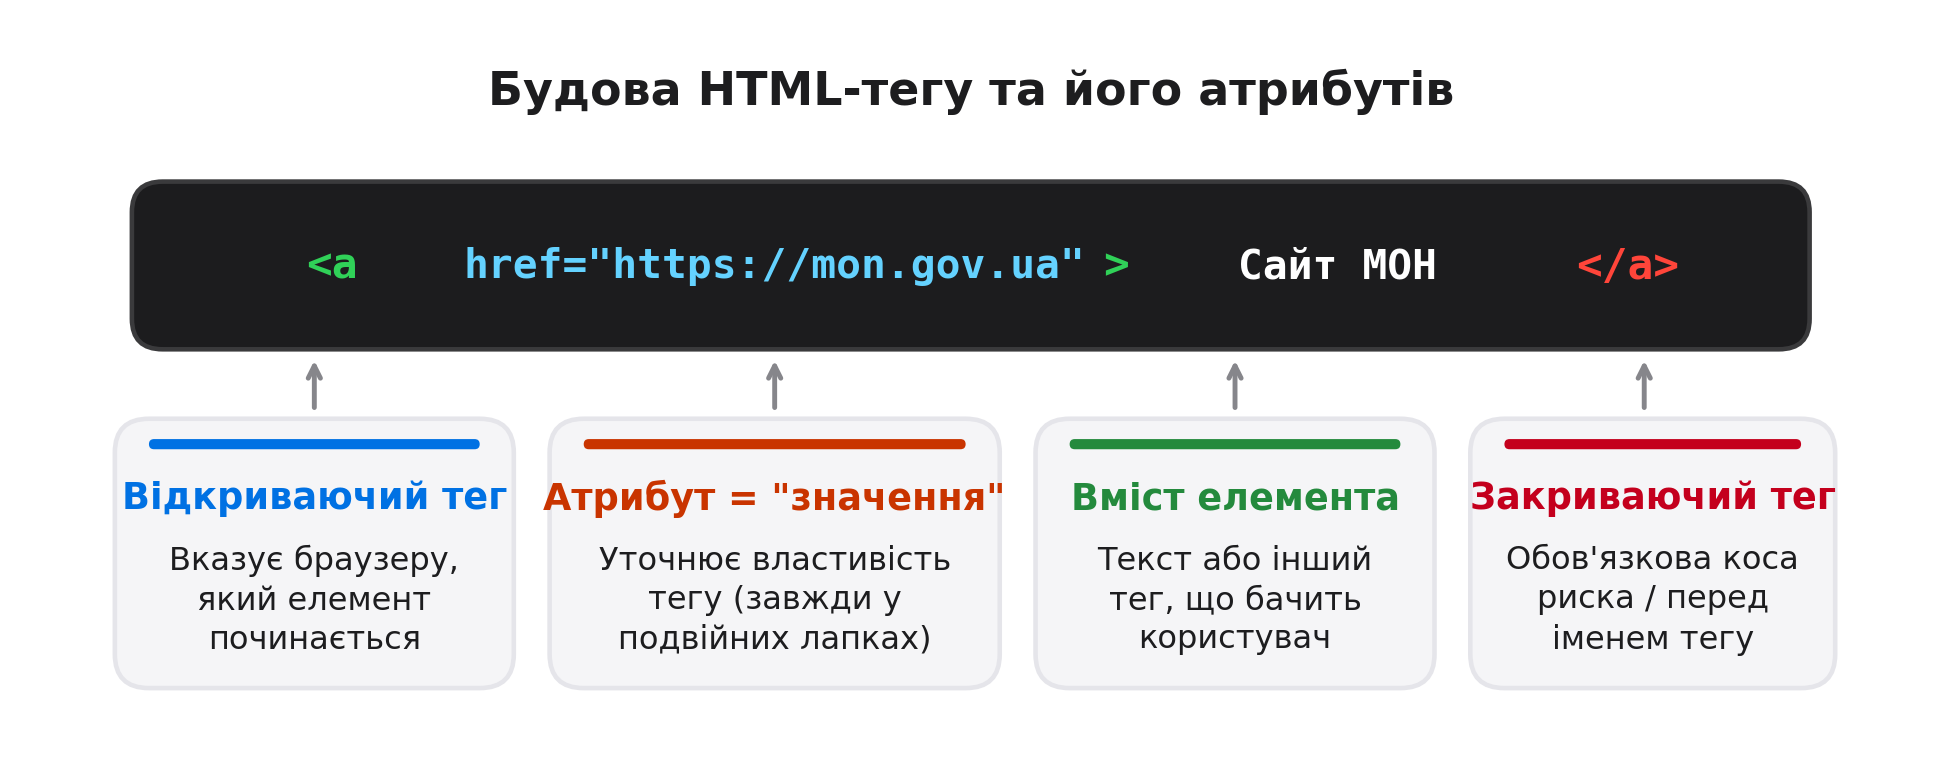 Будова HTML-тегу та його атрибутів
<a href="https://mon.gov.ua" > Сайт МОН </a>
Відкриваючий тег
Вказує браузеру,
який елемент
починається
Атрибут = "значення"
Уточнює властивість
тегу (завжди у
подвійних лапках)
Вміст елемента
Текст або інший
тег, що бачить
користувач
Закриваючий тег
Обов'язкова коса
риска / перед
іменем тегу